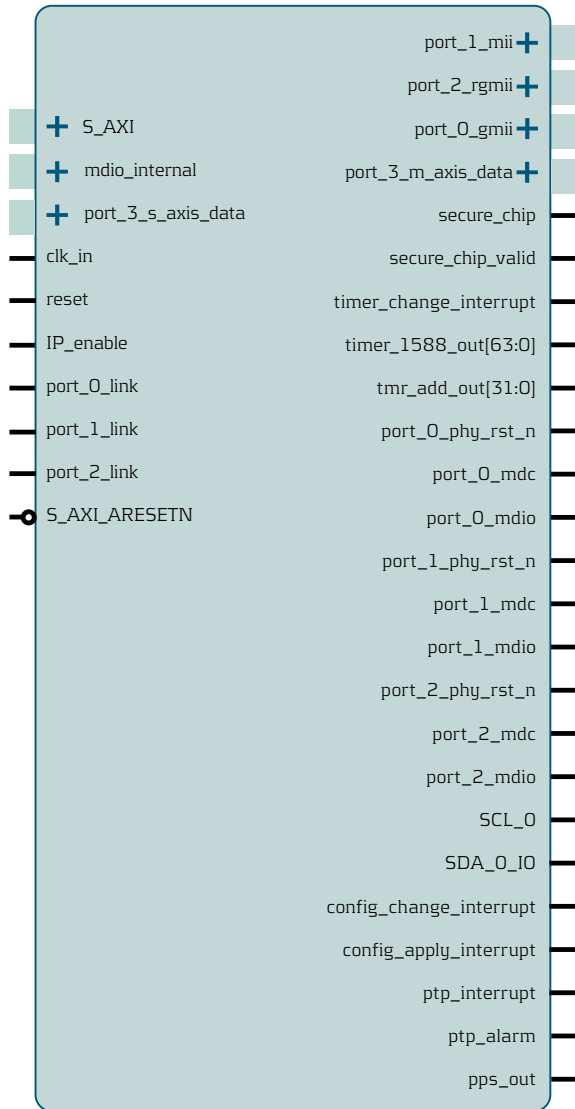 port_1_mii
port_2_rgmii
port_0_gmii
port_3_m_axis_data
S_AXI
mdio_internal
port_3_s_axis_data
clk_in
reset
IP_enable
port_0_link
port_1_link
port_2_link
S_AXI_ARESETN
secure_chip
secure_chip_valid
timer_change_interrupt
timer_1588_out[63:0]
tmr_add_out[31:0]
port_0_phy_rst_n
port_0_mdc
port_0_mdio
port_1_phy_rst_n
port_1_mdc
port_1_mdio
port_2_phy_rst_n
port_2_mdc
port_2_mdio
SCL_0
SDA_0_IO
config_change_interrupt
config_apply_interrupt
ptp_interrupt
ptp_alarm
pps_out